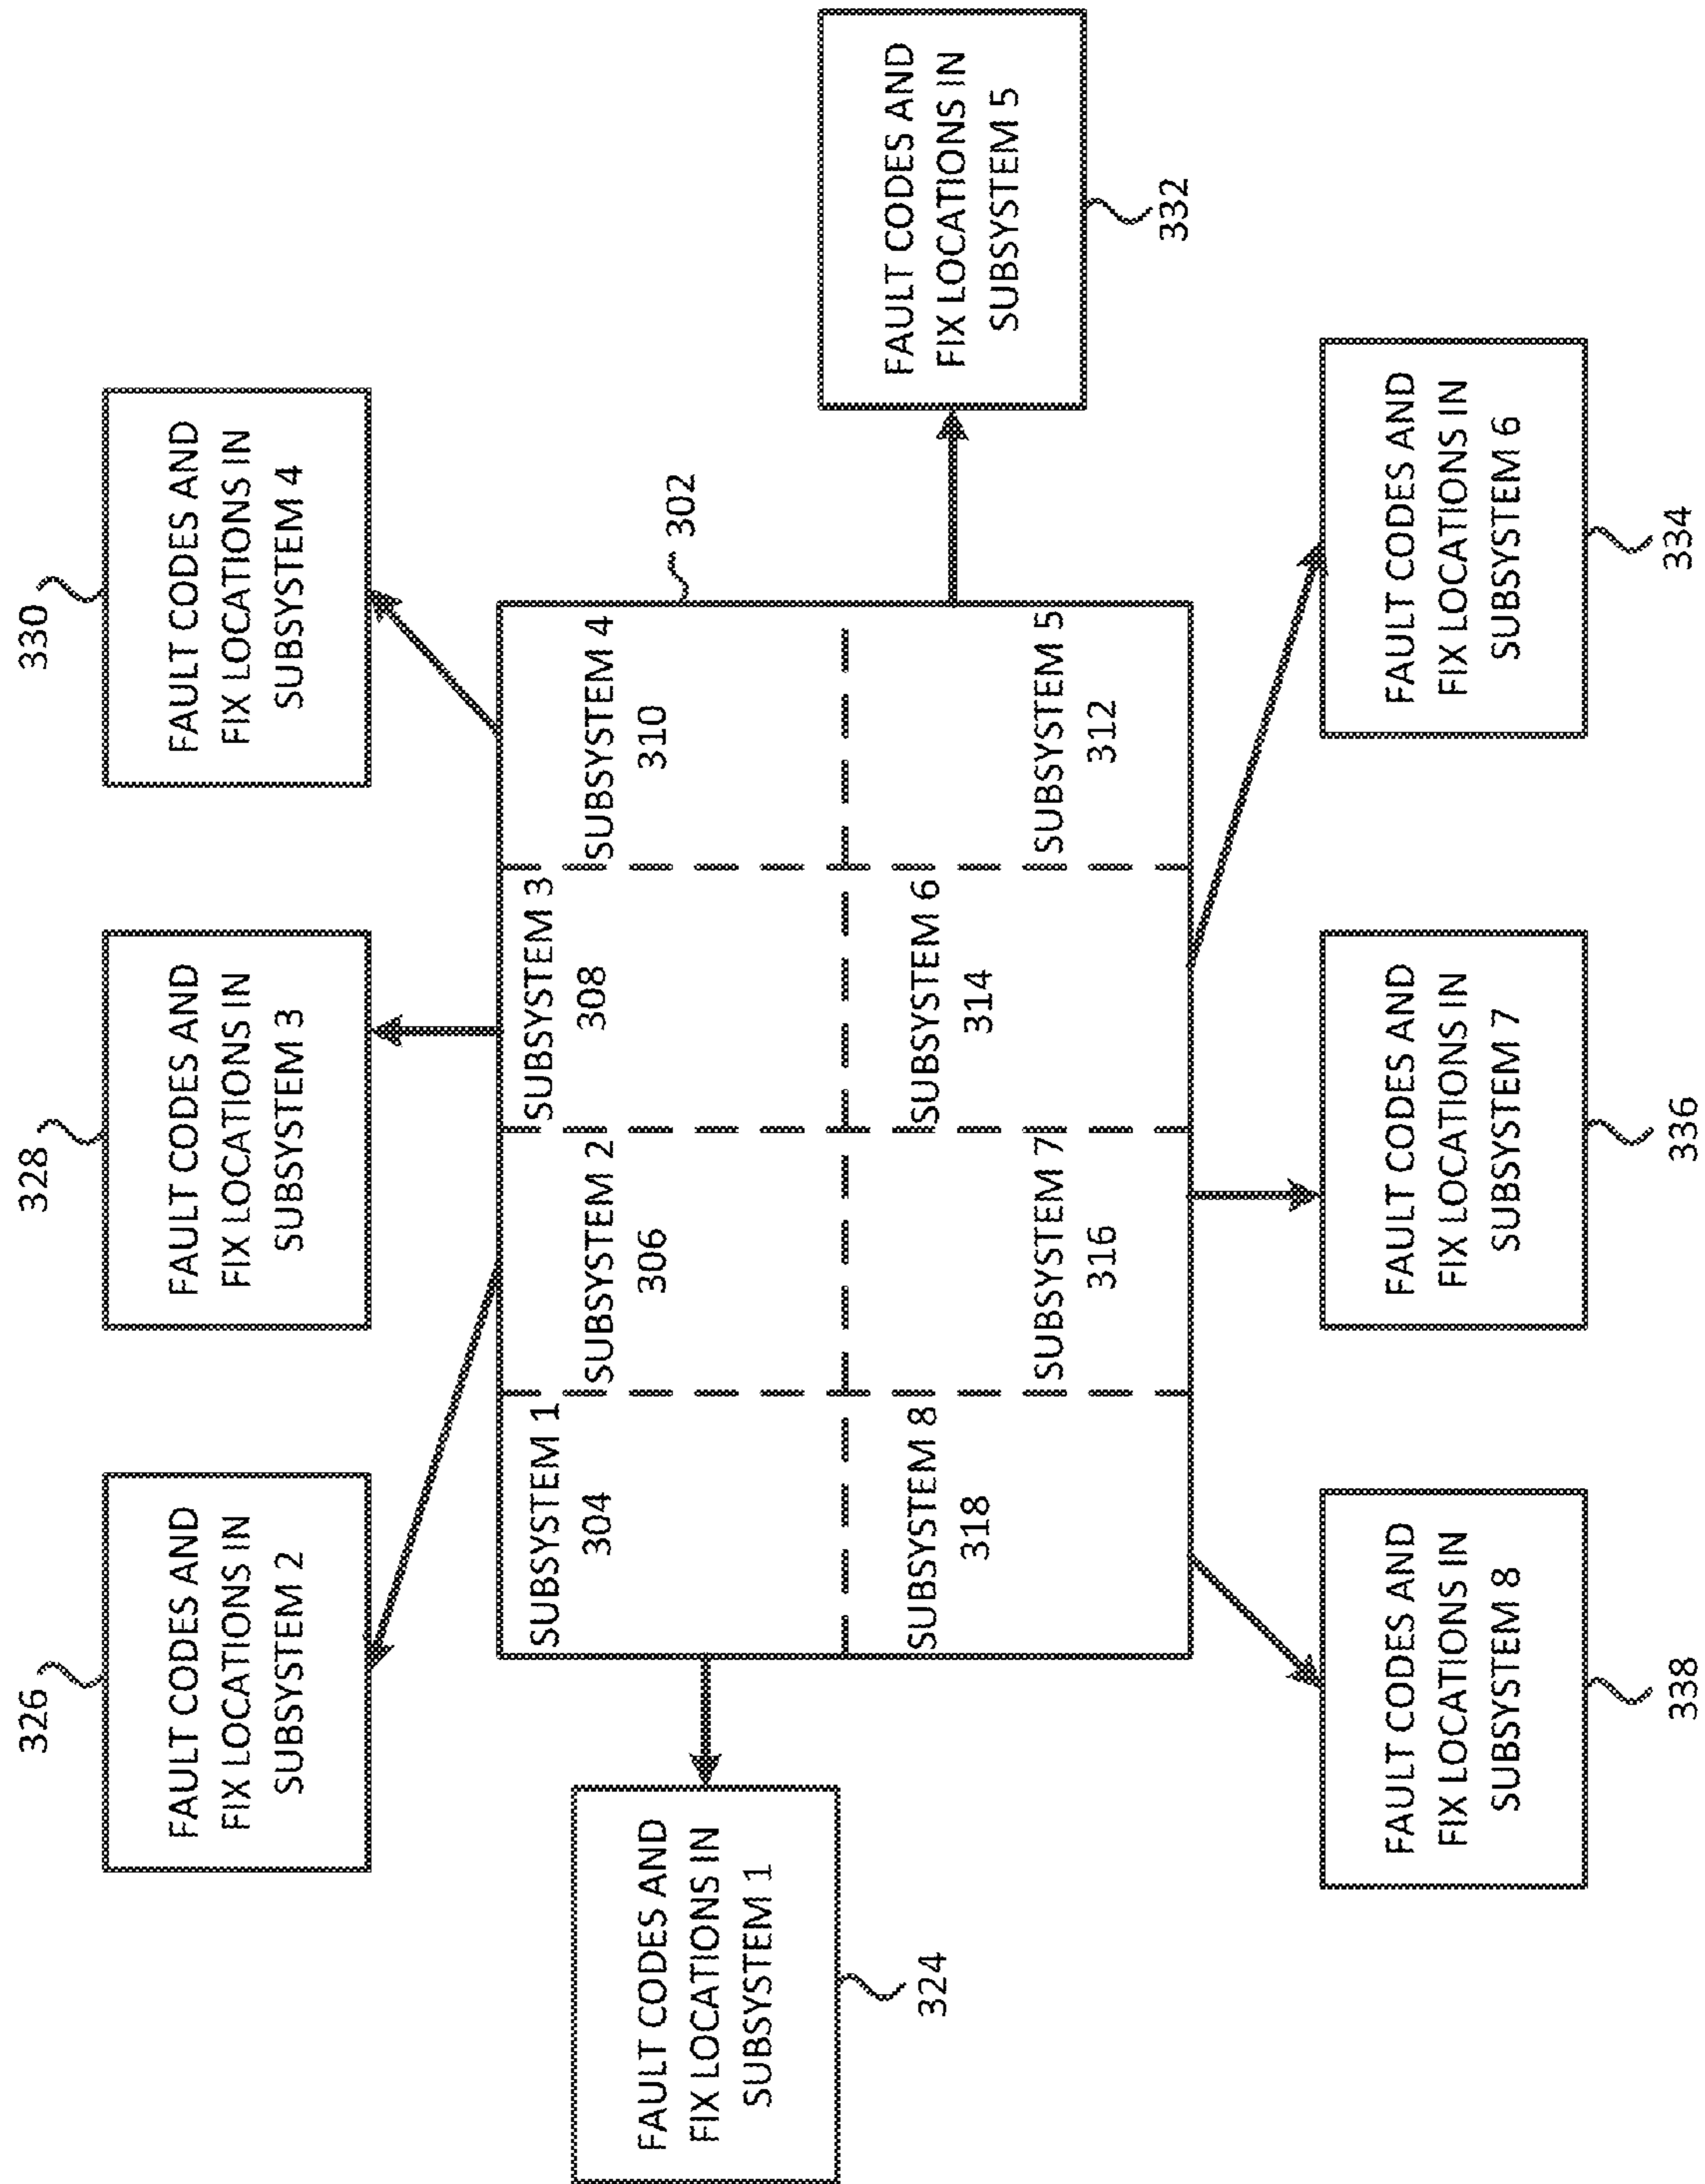 326
FAULT CODES AND
FIX LOCATIONS IN
SUBSYSTEM 2
328
FAULT CODES AND
FIX LOCATIONS IN
SUBSYSTEM 3
330
FAULT CODES AND
FIX LOCATIONS IN
SUBSYSTEM 4
302
SUBSYSTEM 1
304
SUBSYSTEM 2
306
SUBSYSTEM 3
308
SUBSYSTEM 4
310
FAULT CODES AND
FIX LOCATIONS IN
SUBSYSTEM 1
324
SUBSYSTEM 8
318
SUBSYSTEM 7
316
SUBSYSTEM 6
314
SUBSYSTEM 5
312
FAULT CODES AND
FIX LOCATIONS IN
SUBSYSTEM 5
332
FAULT CODES AND
FIX LOCATIONS IN
SUBSYSTEM 8
338
FAULT CODES AND
FIX LOCATIONS IN
SUBSYSTEM 7
336
FAULT CODES AND
FIX LOCATIONS IN
SUBSYSTEM 6
334